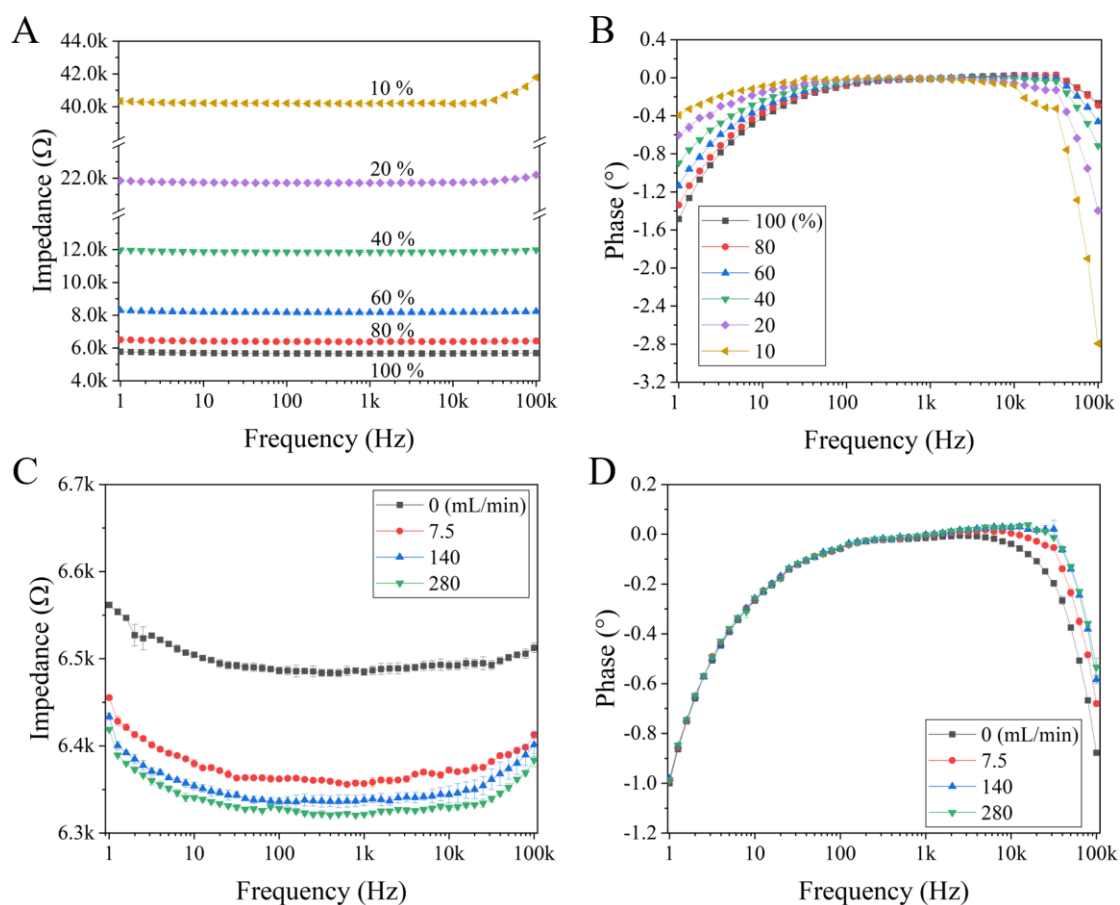 A
44.0k
42.0k
40.0k
22.0k
12.0k
10.0k
8.0k
6.0k
4.0k
Impedance (Ω)
10 %
20 %
40 %
60 %
80 %
100 %
1
10
100
1k
10k
100k
Frequency (Hz)
B
0.4
0.0
-0.4
-0.8
-1.2
-1.6
-2.0
-2.4
-2.8
-3.2
Phase (°)
100 (%)
80
60
40
20
10
1
10
100
1k
10k
100k
Frequency (Hz)
C
6.7k
6.6k
6.5k
6.4k
6.3k
Impedance (Ω)
0 (mL/min)
7.5
140
280
1
10
100
1k
10k
100k
Frequency (Hz)
D
0.2
0.0
-0.2
-0.4
-0.6
-0.8
-1.0
-1.2
Phase (°)
0 (mL/min)
7.5
140
280
1
10
100
1k
10k
100k
Frequency (Hz)